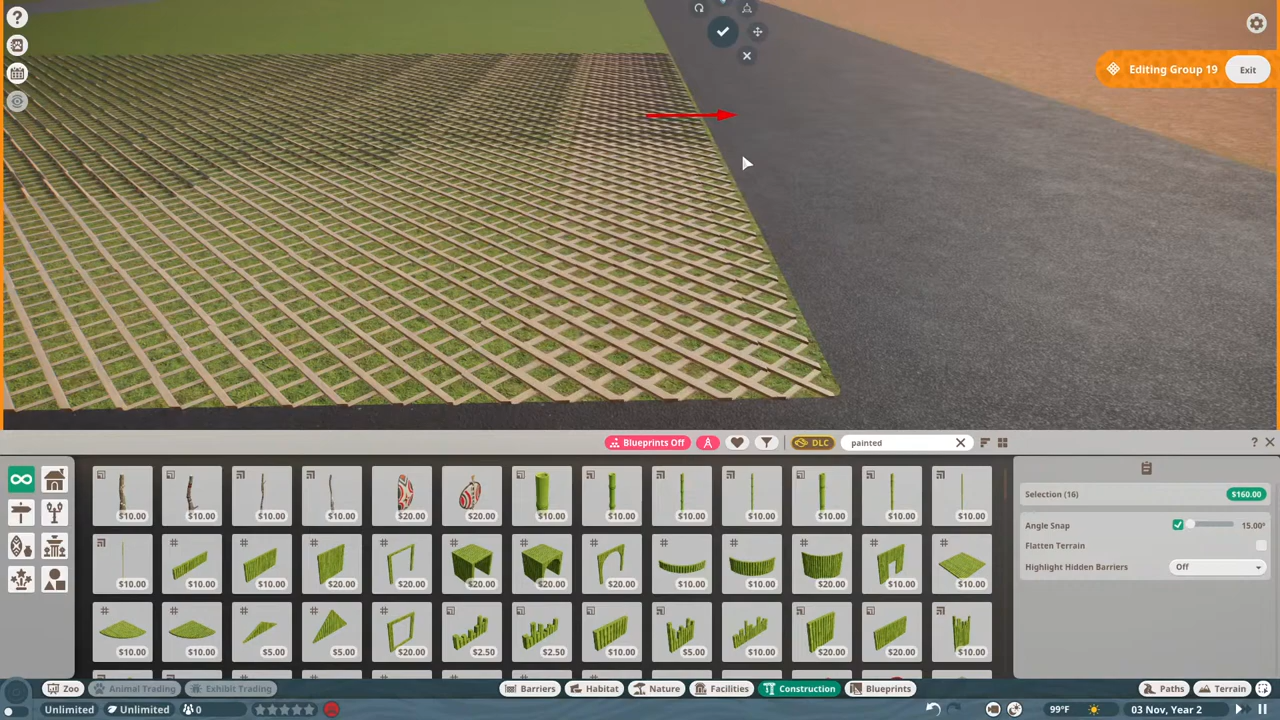 ?
Editing Group 19
Exit
Blueprints Off
DLC
painted
?
$10.00 $10.00 $10.00 $10.00 $20.00 $20.00 $10.00 $10.00 $10.00 $10.00 $10.00 $10.00 $10.00
$10.00 $10.00 $10.00 $20.00 $20.00 $20.00 $20.00 $20.00 $10.00 $10.00 $20.00 $10.00 $10.00
$10.00 $10.00 $5.00 $5.00 $20.00 $2.50 $2.50 $10.00 $5.00 $10.00 $20.00 $20.00 $10.00
Selection (16)
$160.00
Angle Snap
15.00°
Flatten Terrain
Highlight Hidden Barriers
Off
Zoo
Animal Trading
Exhibit Trading
Barriers
Habitat
Nature
Facilities
Construction
Blueprints
Paths
Terrain
Unlimited
Unlimited
0
99°F
03 Nov, Year 2